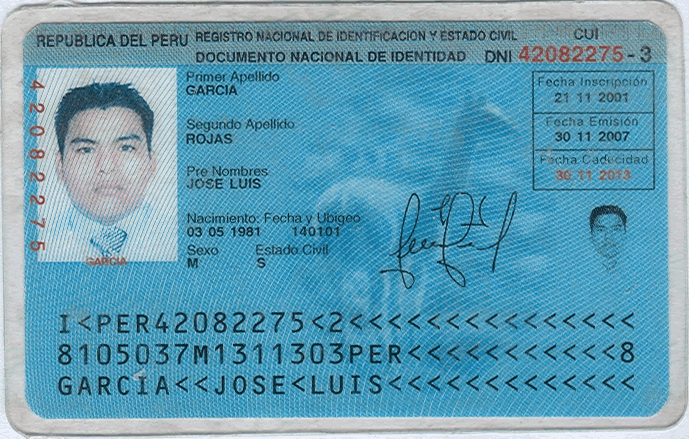 REPUBLICA DEL PERU REGISTRO NACIONAL DE IDENTIFICACION Y ESTADO CIVIL CUI
DOCUMENTO NACIONAL DE IDENTIDAD DNI 42082275-3
Primer Apellido
GARCIA
Segundo Apellido
ROJAS
Pre Nombres
JOSE LUIS
Nacimiento: Fecha y Ubigeo
03 05 1981 140101
Sexo Estado Civil
M S
Fecha Inscripción
21 11 2001
Fecha Emisión
30 11 2007
Fecha Caducidad
30 11 2013
42082275
GARCIA
I<PER42082275<2<<<<<<<<<<<<<<<
8105037M1311303PER<<<<<<<<<<<8
GARCIA<<JOSE<LUIS<<<<<<<<<<<<<